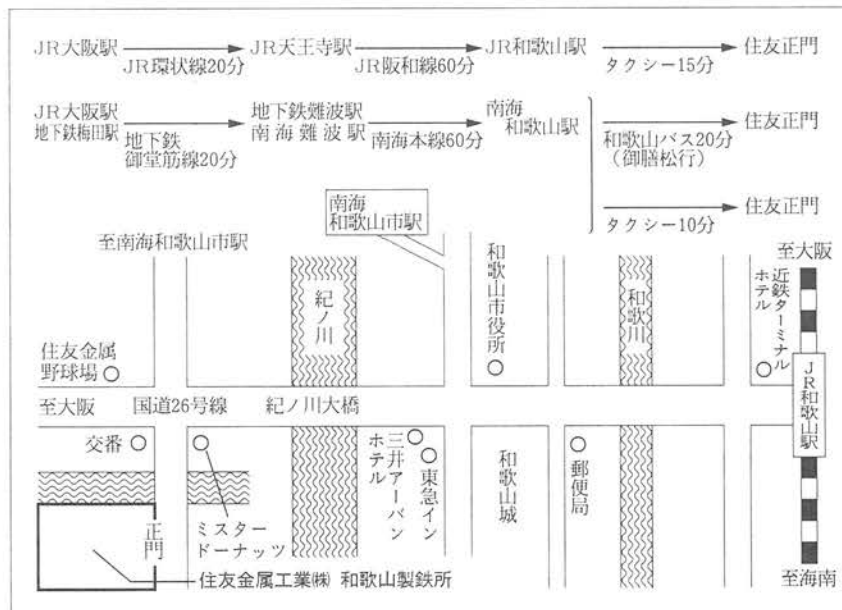 JR大阪駅 JR天王寺駅 JR和歌山駅 住友正門
JR環状線20分 JR阪和線60分 タクシー15分
JR大阪駅
地下鉄梅田駅
地下鉄
御堂筋線20分
地下鉄難波駅
南海難波駅
南海本線60分
南海
和歌山駅
住友正門
和歌山バス20分
(御膳松行)
住友正門
タクシー10分
南海
和歌山市駅
至南海和歌山市駅
紀ノ川
和歌山市役所
和歌川
至大阪
近鉄ターミナル
ホテル
住友金属
野球場
JR和歌山駅
至大阪 国道26号線 紀ノ川大橋
交番
ミスター
ドーナッツ
三井アーバン
ホテル
東急イン
和歌山城
郵便局
正門
住友金属工業㈱ 和歌山製鉄所
至海南